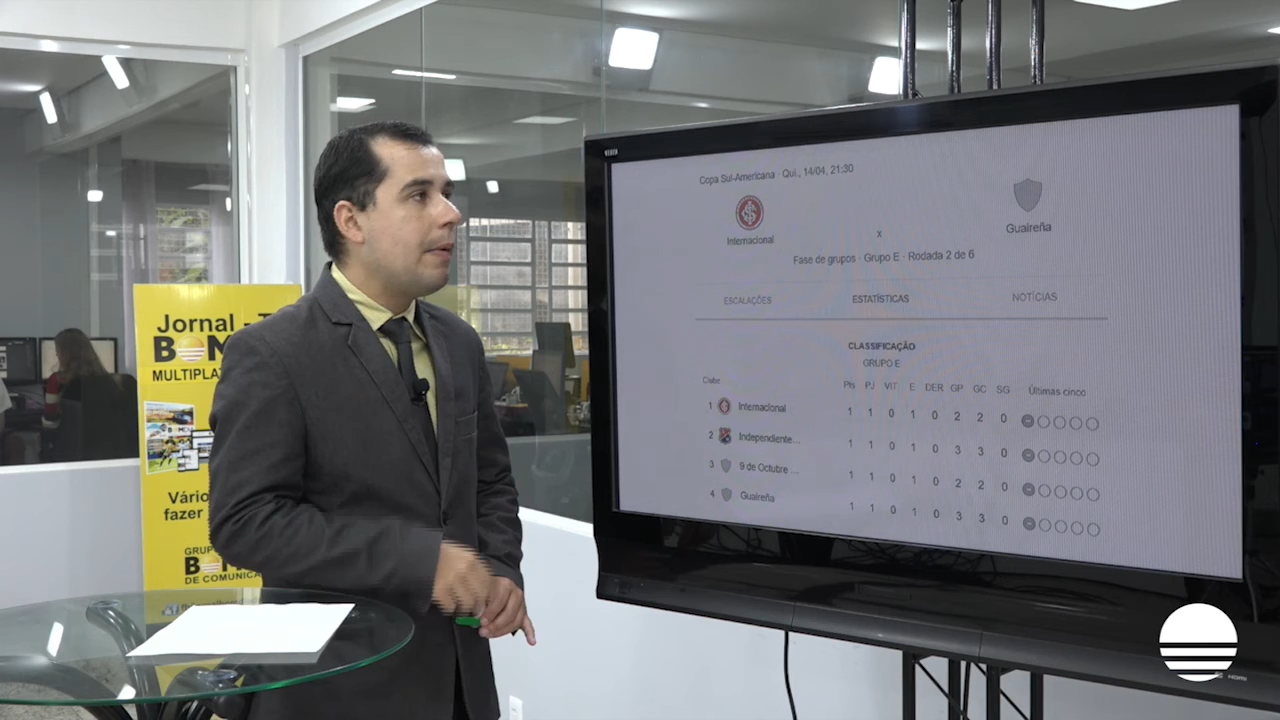 Copa Sul-Americana · Qui., 14/04, 21:30
Internacional
x
Guaireña
Fase de grupos · Grupo E · Rodada 2 de 6
ESCALAÇÕES ESTATÍSTICAS NOTÍCIAS
CLASSIFICAÇÃO
GRUPO E
Clube Pts PJ VIT E DER GP GC SG Últimas cinco
1 Internacional 1 1 0 1 0 2 2 0
2 Independiente... 1 1 0 1 0 3 3 0
3 9 de Octubre ... 1 1 0 1 0 2 2 0
4 Guaireña 1 1 0 1 0 3 3 0
Jornal - T
MULTIPLA
Vário
fazer
GRUP
DE COMUNICA
HDMI